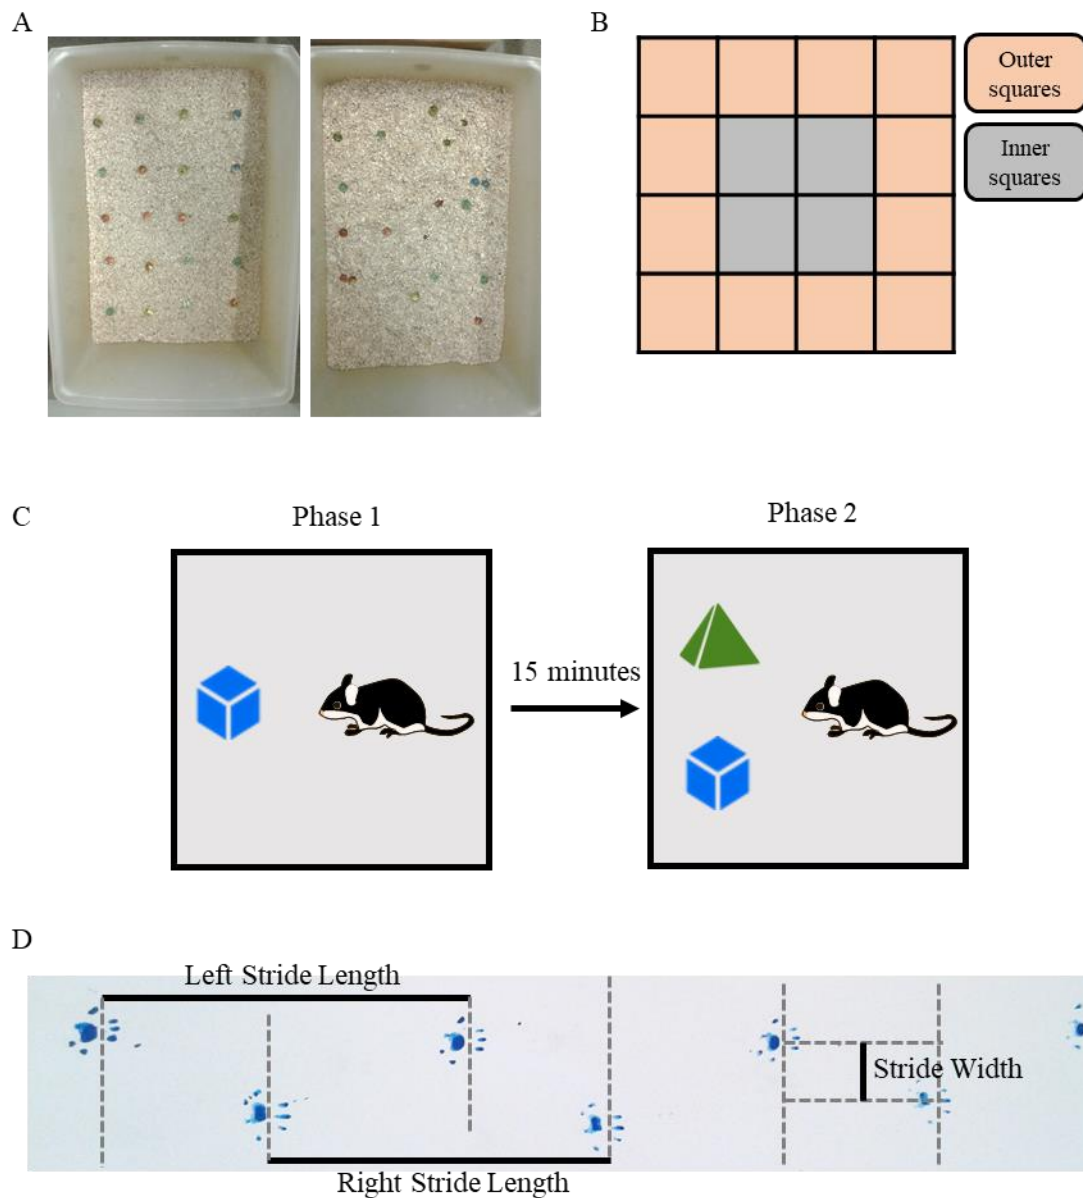 A
B
Outer
squares
Inner
squares
C
Phase 1
Phase 2
15 minutes
D
Left Stride Length
Stride Width
Right Stride Length